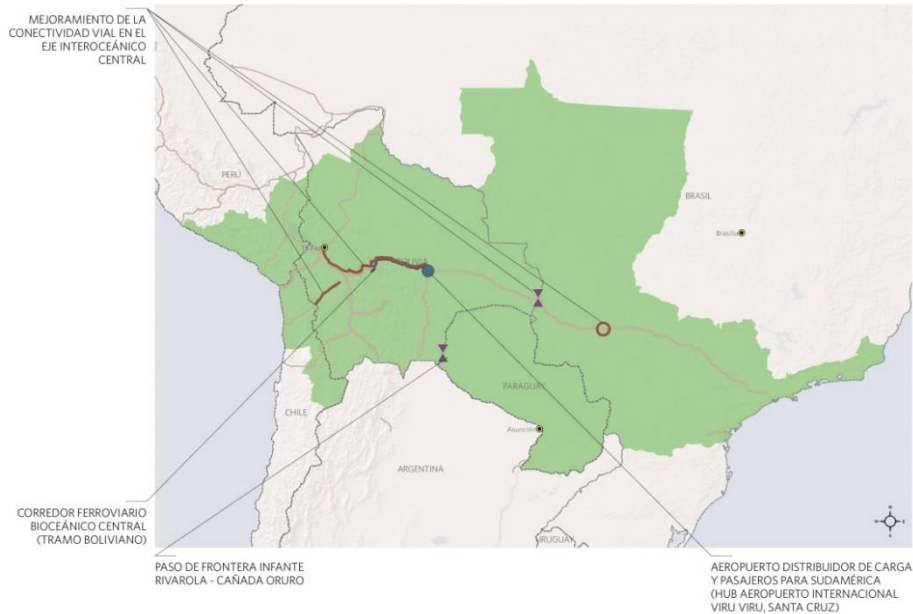 MEJORAMIENTO DE LA
CONECTIVIDAD VIAL EN EL
EJE INTEROCEÁNICO
CENTRAL
PERÚ
BRASIL
Brasilia
BOLIVIA
PARAGUAY
CHILE
Asunción
ARGENTINA
URUGUAY
N
E
S
CORREDOR FERROVIARIO
BIOCEÁNICO CENTRAL
(TRAMO BOLIVIANO)
PASO DE FRONTERA INFANTE
RIVAROLA - CAÑADA ORURO
AEROPUERTO DISTRIBUIDOR DE CARGA
Y PASAJEROS PARA SUDAMÉRICA
(HUB AEROPUERTO INTERNACIONAL
VIRU VIRU, SANTA CRUZ)